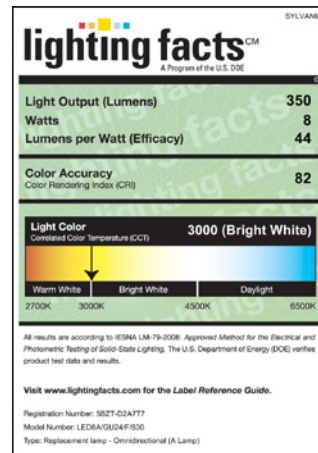 SYLVANI
lighting facts CM
A Program of the U.S. DOE
Light Output (Lumens) 350
Watts 8
Lumens per Watt (Efficacy) 44
Color Accuracy
Color Rendering Index (CRI) 82
Light Color
Correlated Color Temperature (CCT) 3000 (Bright White)
Warm White Bright White Daylight
2700K 3000K 4500K 6500K
All results are according to IESNA LM-79-2008: Approved Method for the Electrical and
Photometric Testing of Solid-State Lighting. The U.S. Department of Energy (DOE) verifies
product test data and results.
Visit www.lightingfacts.com for the Label Reference Guide.
Registration Number: 5BZT-D2A7T7
Model Number: LED8A/GU24/F/830
Type: Replacement lamp - Omnidirectional (A Lamp)